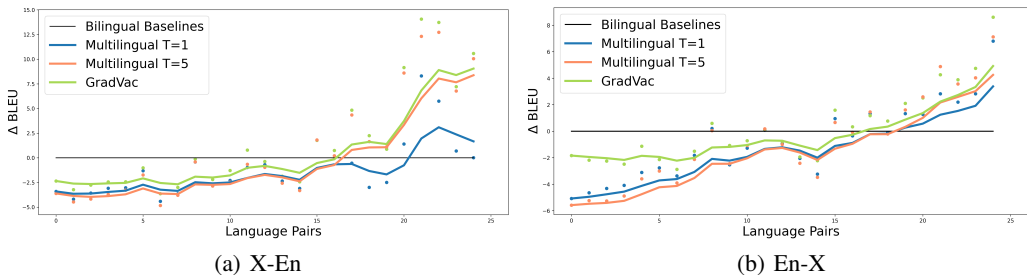 15.0
12.5
10.0
7.5
5.0
2.5
0.0
−2.5
−5.0
Δ BLEU
Bilingual Baselines
Multilingual T=1
Multilingual T=5
GradVac
0 5 10 15 20 25
Language Pairs
(a) X-En
8
6
4
2
0
−2
−4
−6
Δ BLEU
Bilingual Baselines
Multilingual T=1
Multilingual T=5
GradVac
0 5 10 15 20 25
Language Pairs
(b) En-X